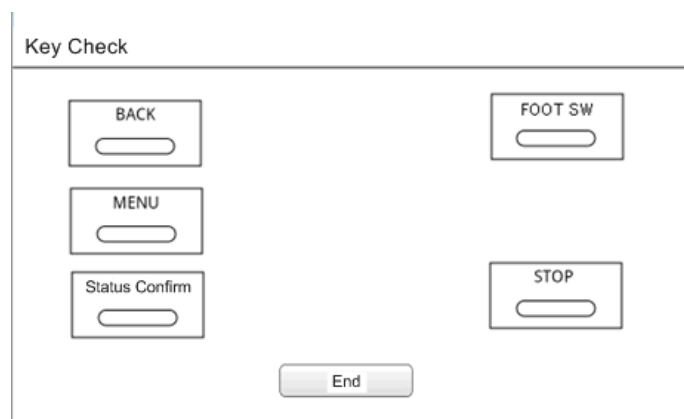 Key Check
BACK
FOOT SW
MENU
Status Confirm
STOP
End